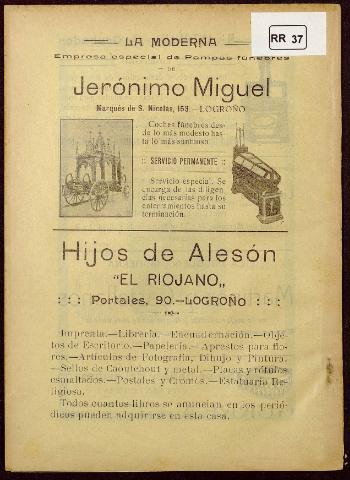 RR 37
LA MODERNA
Empresa especial de Pompas fúnebres
DE
Jerónimo Miguel
Marqués de S. Nicolas, 153.—LOGROÑO
Coches fúnebres des-
de lo más modesto has-
ta lo más suntuoso.
:: SERVICIO PERMANENTE ::
Servicio especial. Se
encarga de las diligen-
cias necesarias para los
enterramientos hasta su
terminación.
Hijos de Alesón
"EL RIOJANO„
: : : Portales, 90.—LOGROÑO : : :
Imprenta.—Librería.—Encuadernación.—Obje-
tos de Escritorio.—Papelería.—Aprestos para flo-
res.—Artículos de Fotografía, Dibujo y Pintura.
—Sellos de Caoutchout y metal.—Placas y rótulos
esmaltados.—Postales y Cromos.—Estatuaria Re-
ligiosa.
Todos cuantos libros se anuncian en los perió-
dicos pueden adquirirse en esta casa.